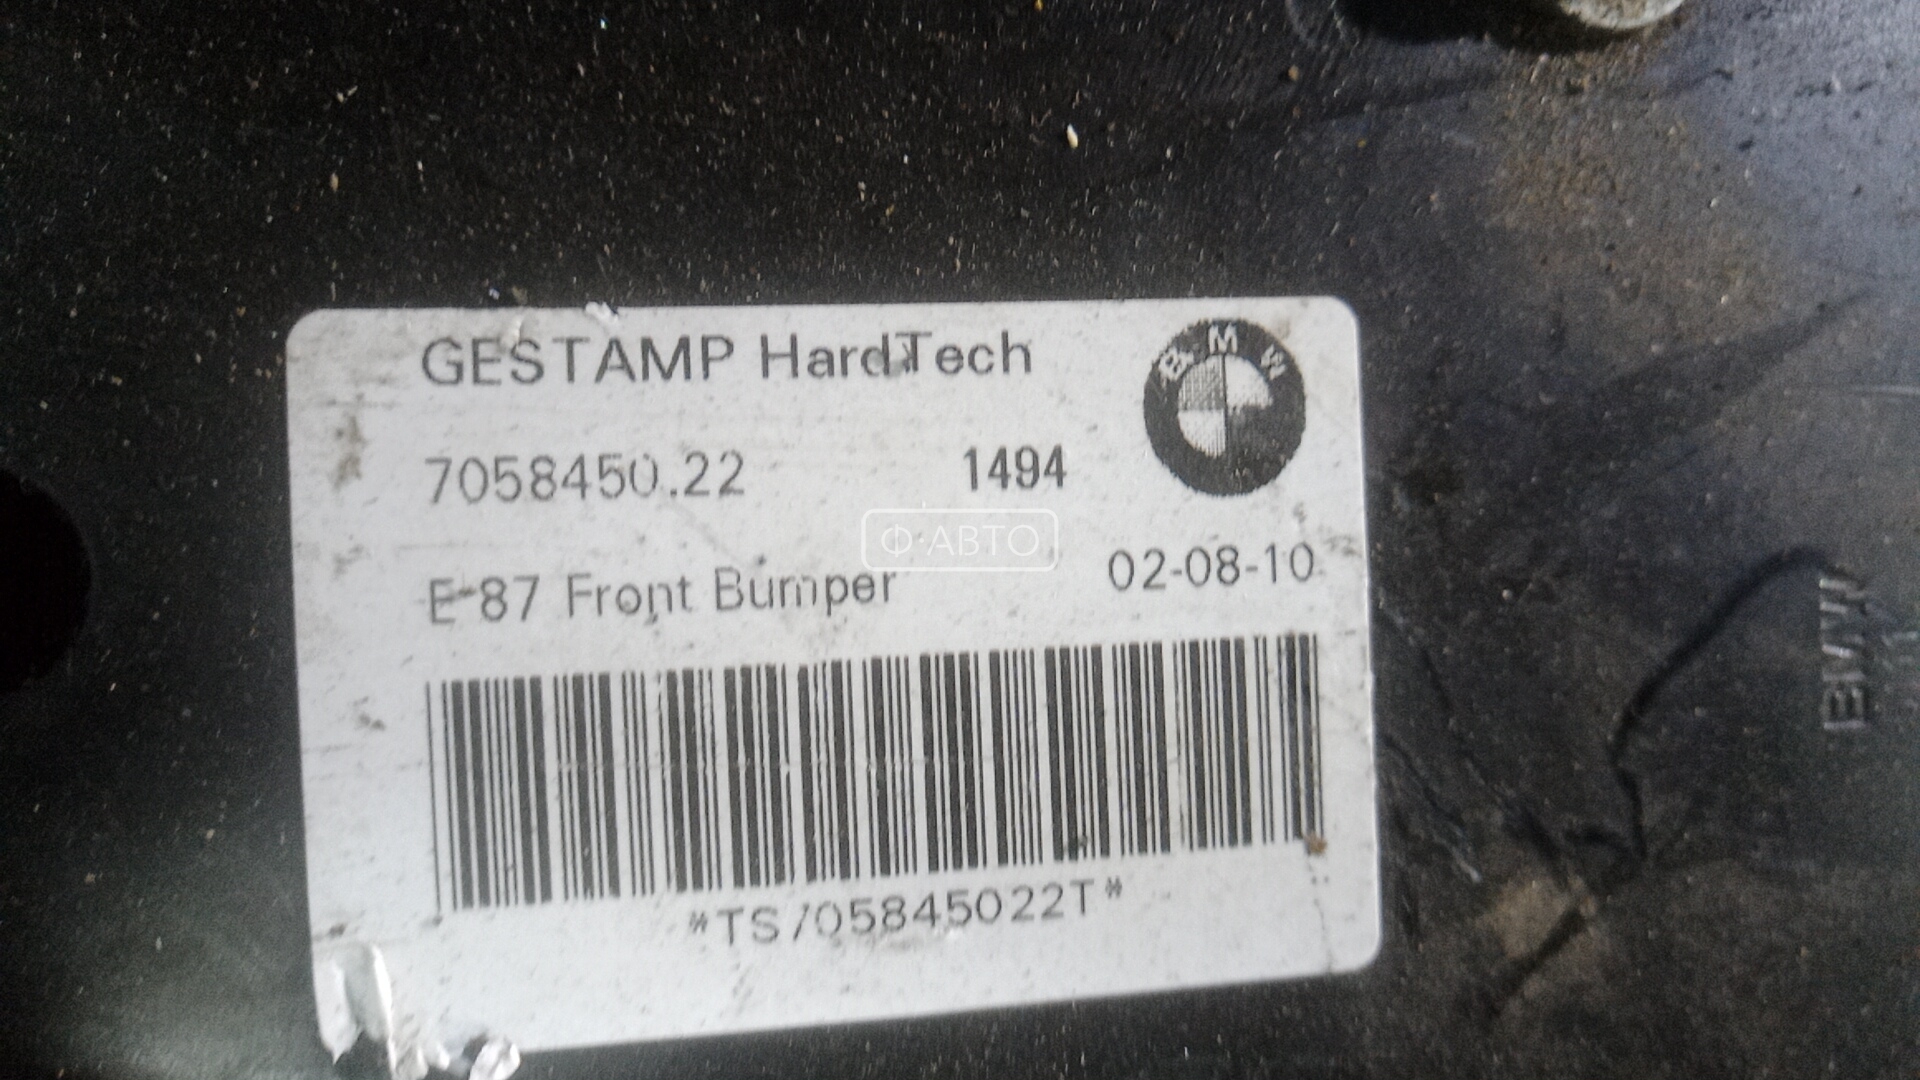 GESTAMP HardTech
BMW
7058450.22 1494
Ф·АВТО
E-87 Front Bumper 02-08-10
*TS705845022T*
BMW